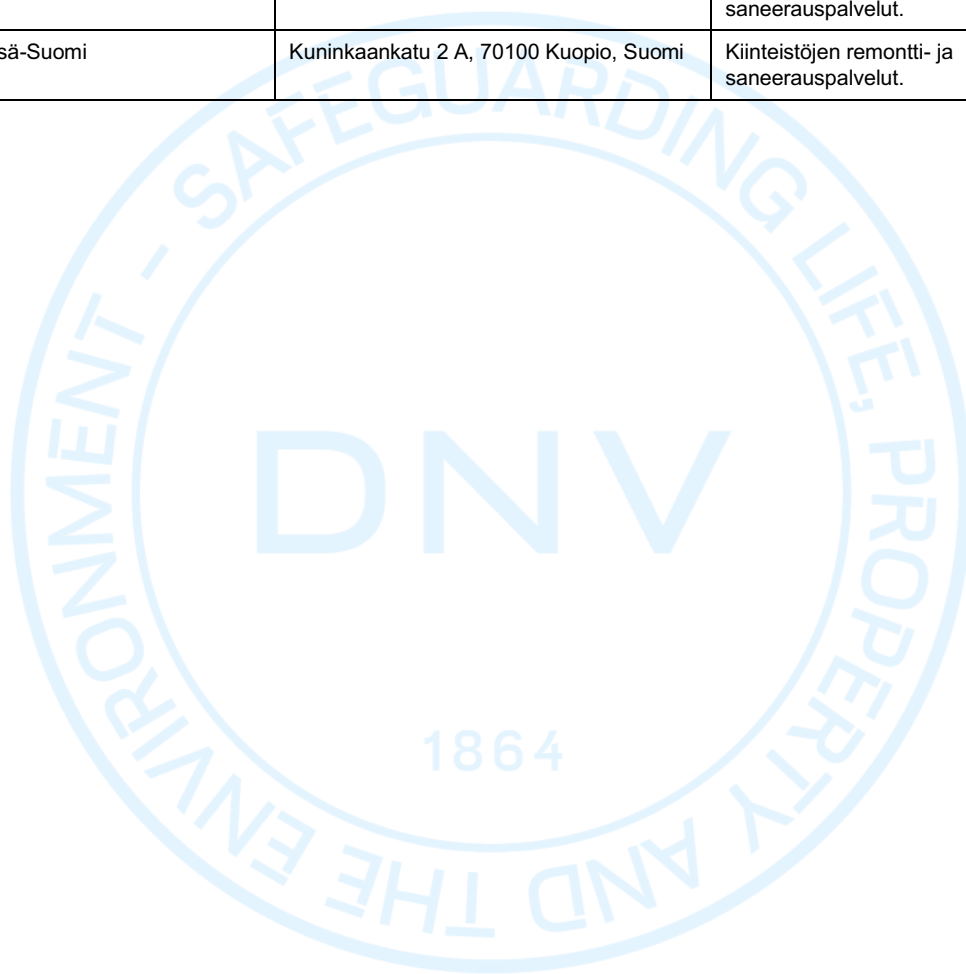 saneerauspalvelut.
sä-Suomi Kuninkaankatu 2 A, 70100 Kuopio, Suomi Kiinteistöjen remontti- ja
saneerauspalvelut.
SAFEGUARDING LIFE, PROPERTY AND THE ENVIRONMENT -
DNV
1864